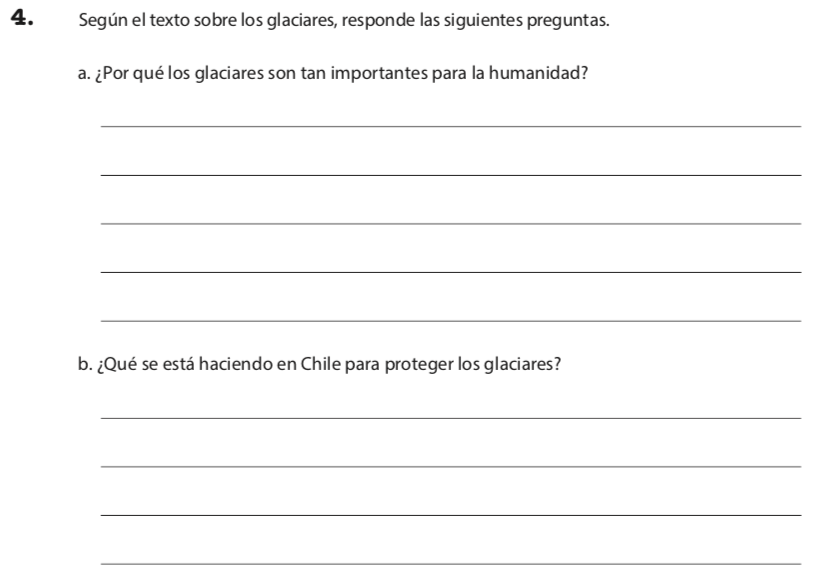 4. Según el texto sobre los glaciares, responde las siguientes preguntas.
a. ¿Por qué los glaciares son tan importantes para la humanidad?
b. ¿Qué se está haciendo en Chile para proteger los glaciares?